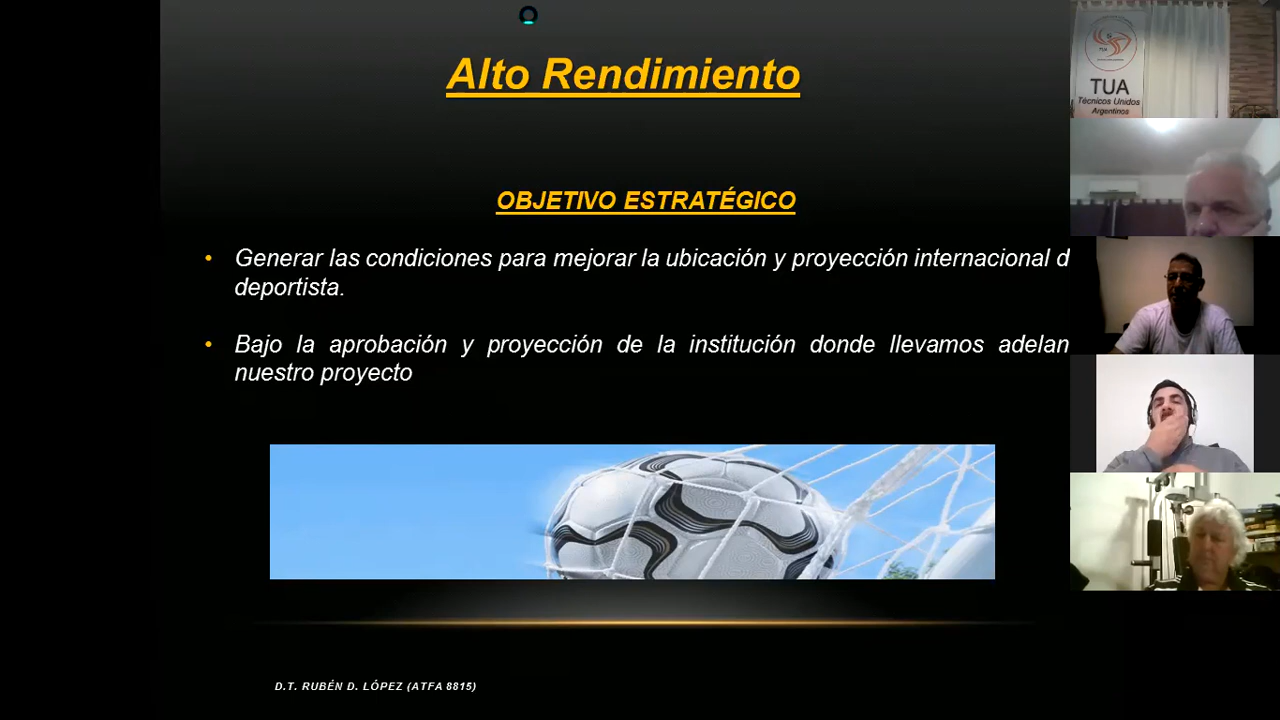 Alto Rendimiento
OBJETIVO ESTRATÉGICO
• Generar las condiciones para mejorar la ubicación y proyección internacional d
deportista.
• Bajo la aprobación y proyección de la institución donde llevamos adelan
nuestro proyecto
D.T. RUBÉN D. LÓPEZ (ATFA 8815)
TUA
Técnicos Unidos
Argentinos